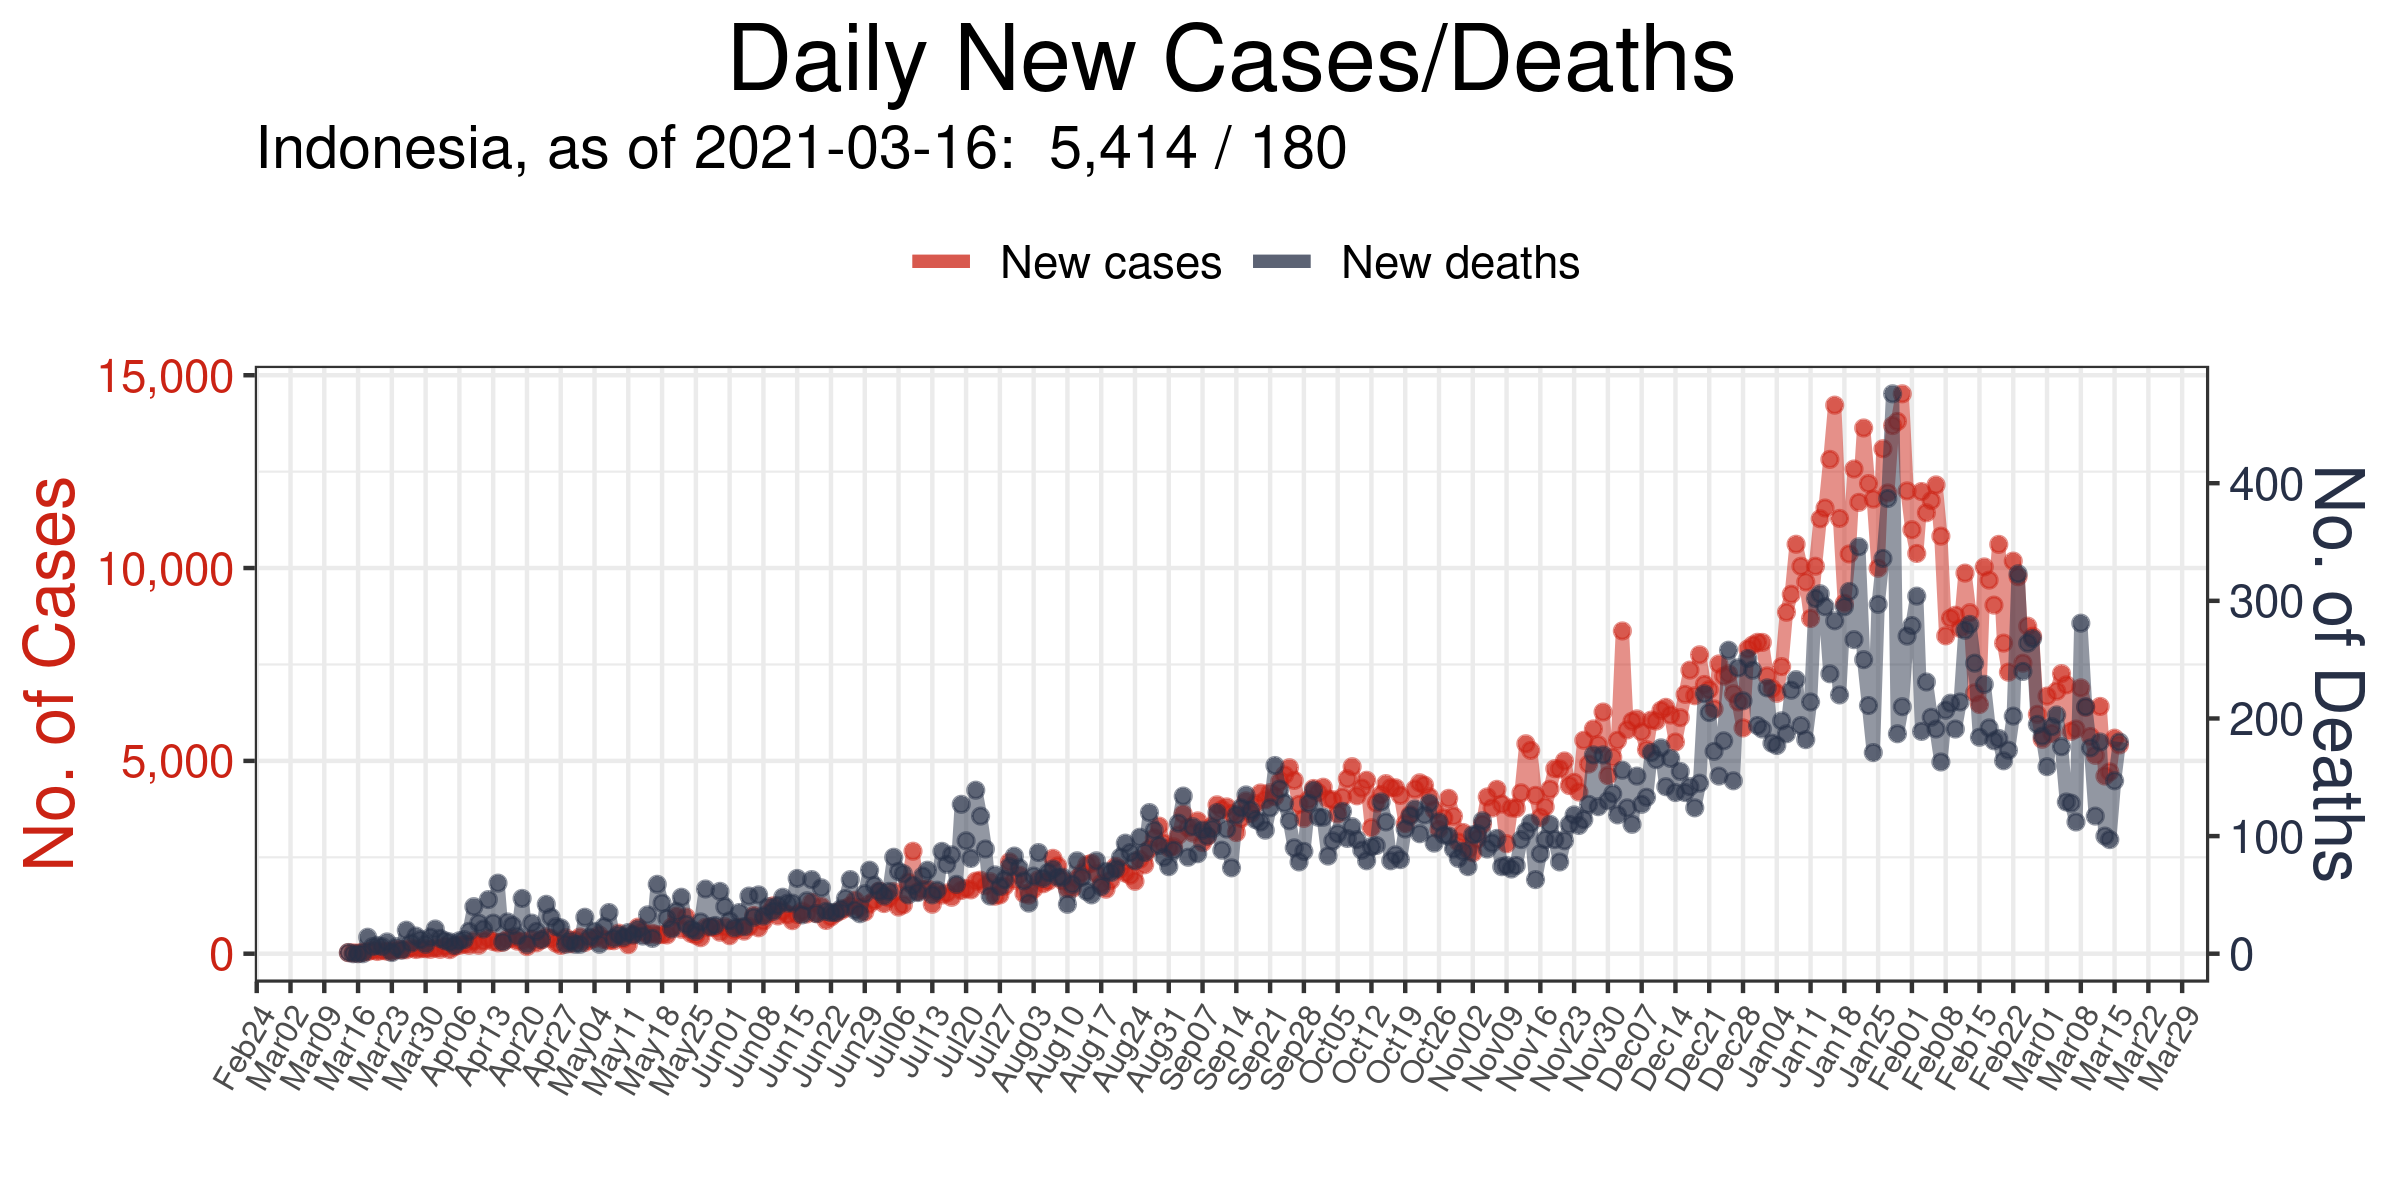 Daily New Cases/Deaths
Indonesia, as of 2021-03-16:  5,414 / 180
New cases
New deaths
No. of Cases
15,000
10,000
5,000
0
No. of Deaths
400
300
200
100
0
Feb24
Mar02
Mar09
Mar16
Mar23
Mar30
Apr06
Apr13
Apr20
Apr27
May04
May11
May18
May25
Jun01
Jun08
Jun15
Jun22
Jun29
Jul06
Jul13
Jul20
Jul27
Aug03
Aug10
Aug17
Aug24
Aug31
Sep07
Sep14
Sep21
Sep28
Oct05
Oct12
Oct19
Oct26
Nov02
Nov09
Nov16
Nov23
Nov30
Dec07
Dec14
Dec21
Dec28
Jan04
Jan11
Jan18
Jan25
Feb01
Feb08
Feb15
Feb22
Mar01
Mar08
Mar15
Mar22
Mar29